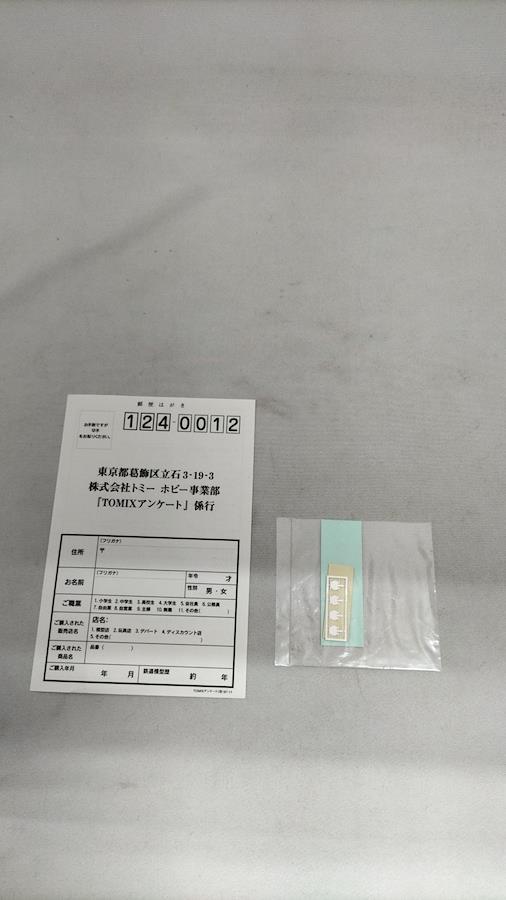 郵便はがき
お手数ですが
切手
をお貼りください。
124-0012
東京都葛飾区立石3-19-3
株式会社トミー ホビー事業部
「TOMIXアンケート」係行
住所
(フリガナ)
〒
お名前
(フリガナ)
年令 才
性別 男・女
ご職業
1.小学生 2.中学生 3.高校生 4.大学生 5.会社員 6.公務員
7.自由業 8.自営業 9.主婦 10.無職 11.その他( )
ご購入された
販売店名
店名:
1.模型店 2.玩具店 3.デパート 4.ディスカウント店
5.その他( )
ご購入された
商品名
品番( )
ご購入年月
年 月
鉄道模型歴
約 年